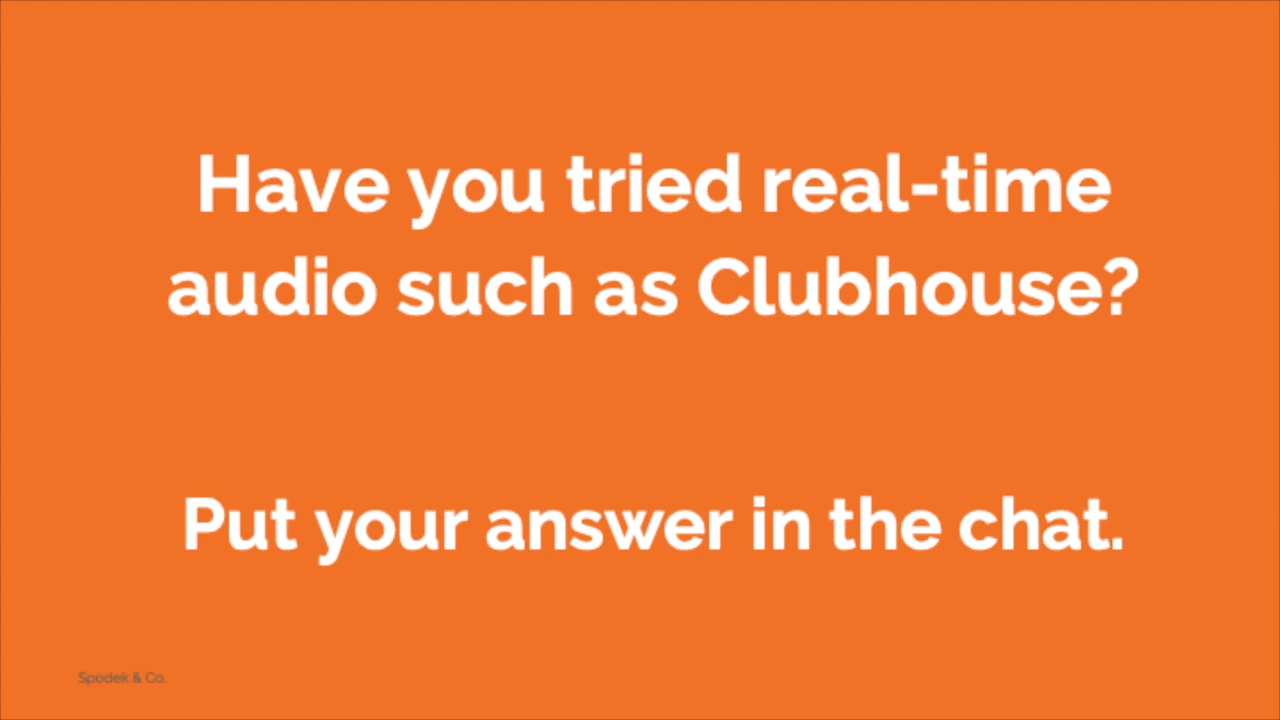 Have you tried real-time
audio such as Clubhouse?
Put your answer in the chat.
Spodek & Co.